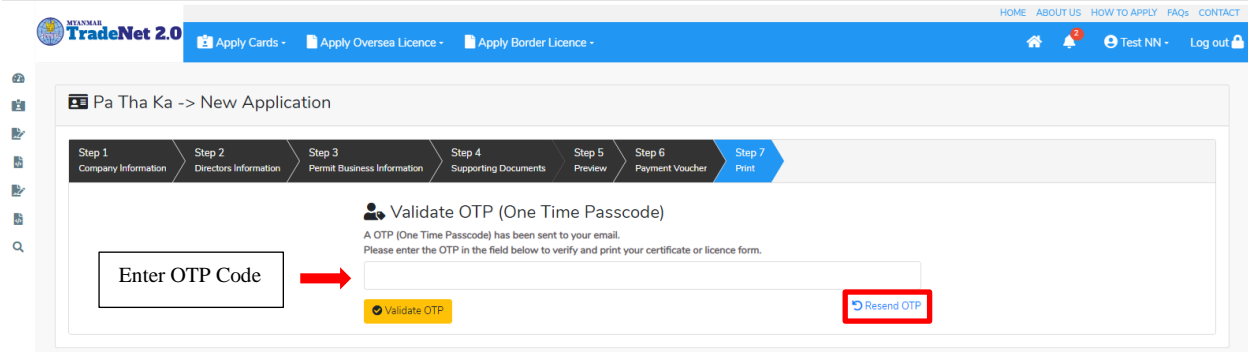 HOME ABOUT US HOW TO APPLY FAQs CONTACT
MYANMAR
TradeNet 2.0
Apply Cards Apply Oversea Licence Apply Border Licence 2 Test NN Log out
Pa Tha Ka -> New Application
Step 1 Step 2 Step 3 Step 4 Step 5 Step 6 Step 7
Company Information Directors Information Permit Business Information Supporting Documents Preview Payment Voucher Print
Validate OTP (One Time Passcode)
A OTP (One Time Passcode) has been sent to your email.
Please enter the OTP in the field below to verify and print your certificate or licence form.
Enter OTP Code
Validate OTP Resend OTP